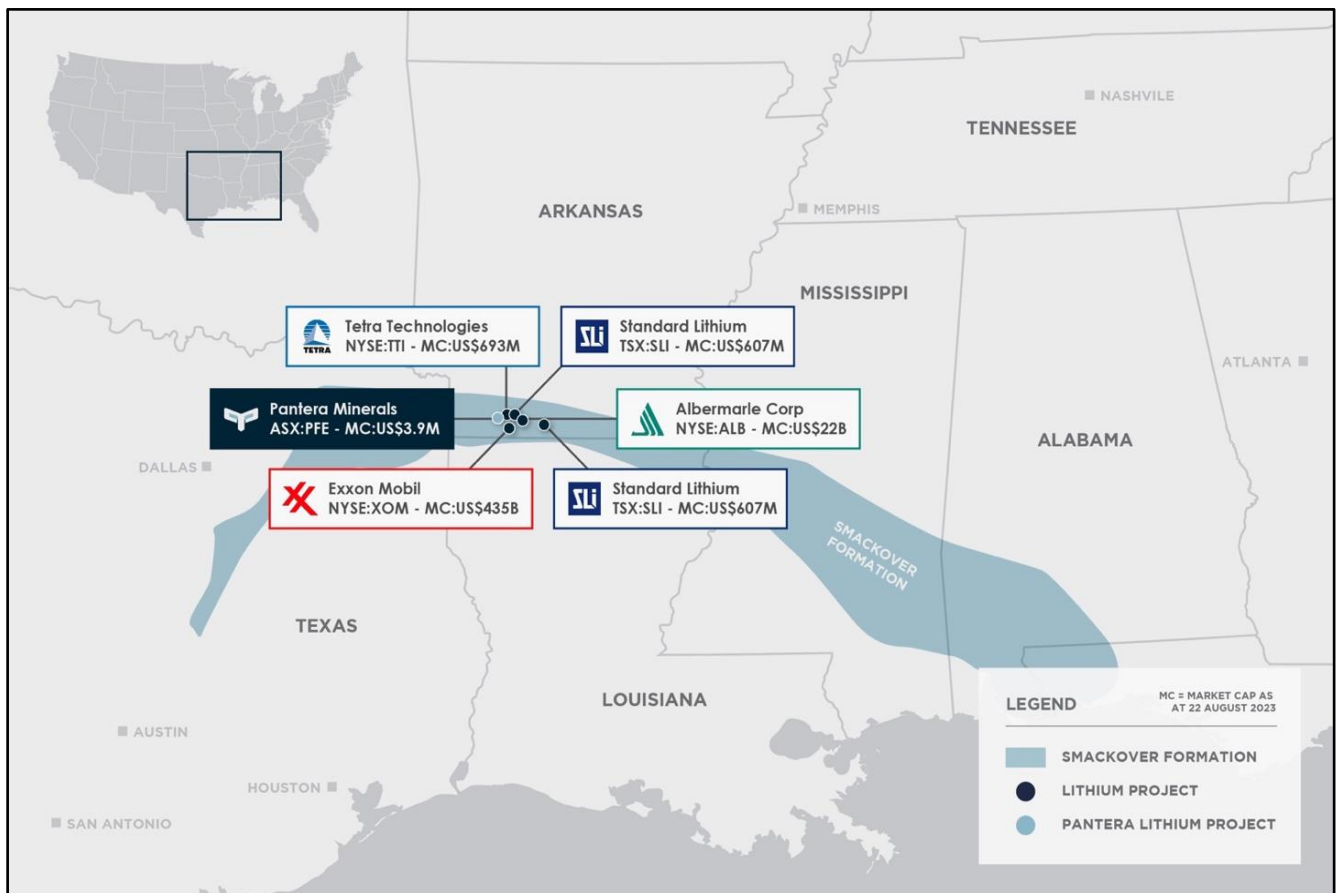 NASHVILE
TENNESSEE
ARKANSAS
MEMPHIS
MISSISSIPPI
Tetra Technologies
NYSE:TTI - MC:US$693M
TETRA
SLi
Standard Lithium
TSX:SLI - MC:US$607M
ATLANTA
Pantera Minerals
ASX:PFE - MC:US$3.9M
Albermarle Corp
NYSE:ALB - MC:US$22B
ALABAMA
DALLAS
Exxon Mobil
NYSE:XOM - MC:US$435B
SLi
Standard Lithium
TSX:SLI - MC:US$607M
SMACKOVER
FORMATION
TEXAS
LOUISIANA
AUSTIN
HOUSTON
SAN ANTONIO
LEGEND
MC = MARKET CAP AS
AT 22 AUGUST 2023
SMACKOVER FORMATION
LITHIUM PROJECT
PANTERA LITHIUM PROJECT